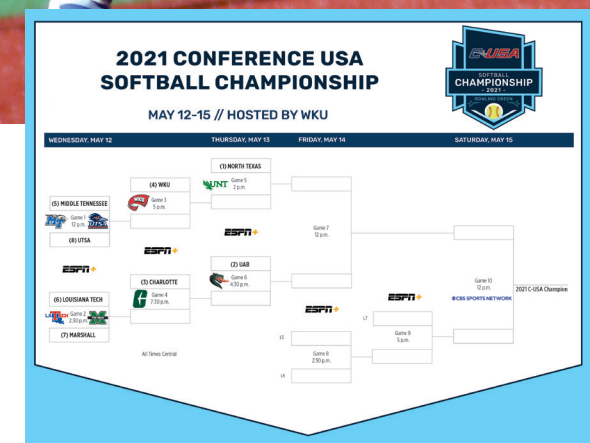 2021 CONFERENCE USA
SOFTBALL CHAMPIONSHIP
MAY 12-15 // HOSTED BY WKU
C-USA
SOFTBALL
CHAMPIONSHIP
- 2021 -
BOWLING GREEN
WEDNESDAY, MAY 12
THURSDAY, MAY 13
FRIDAY, MAY 14
SATURDAY, MAY 15
(1) NORTH TEXAS
UNT
Game 5
2 p.m.
(4) WKU
WKU
Game 3
5 p.m.
(5) MIDDLE TENNESSEE
MT
Game 1
12 p.m.
UTSA
(8) UTSA
ESPN+
ESPN+
ESPN+
Game 7
12 p.m.
(2) UAB
Game 6
4:30 p.m.
(3) CHARLOTTE
C
Game 4
7:30 p.m.
(6) LOUISIANA TECH
LA TECH
Game 2
2:30 p.m.
M
(7) MARSHALL
ESPN+
ESPN+
Game 10
12 p.m.
CBS SPORTS NETWORK
2021 C-USA Champion
L7
Game 9
5 p.m.
L5
Game 8
2:30 p.m.
L6
All Times Central